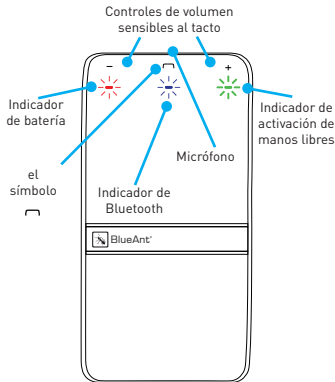 Controles de volumen
sensibles al tacto
− +
Indicador
de batería
Indicador de
activación de
manos libres
Micrófono
el
símbolo
Indicador de
Bluetooth
BlueAnt®